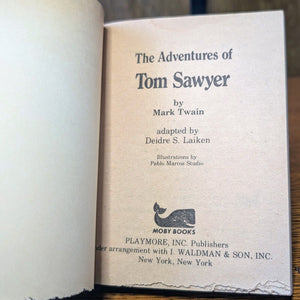 The Adventures of
Tom Sawyer
by
Mark Twain
adapted by
Deidre S. Laiken
Illustrations by
Pablo Marcos Studio
MOBY BOOKS
PLAYMORE, INC. Publishers
arrangement with I. WALDMAN & SON, INC.
New York, New York